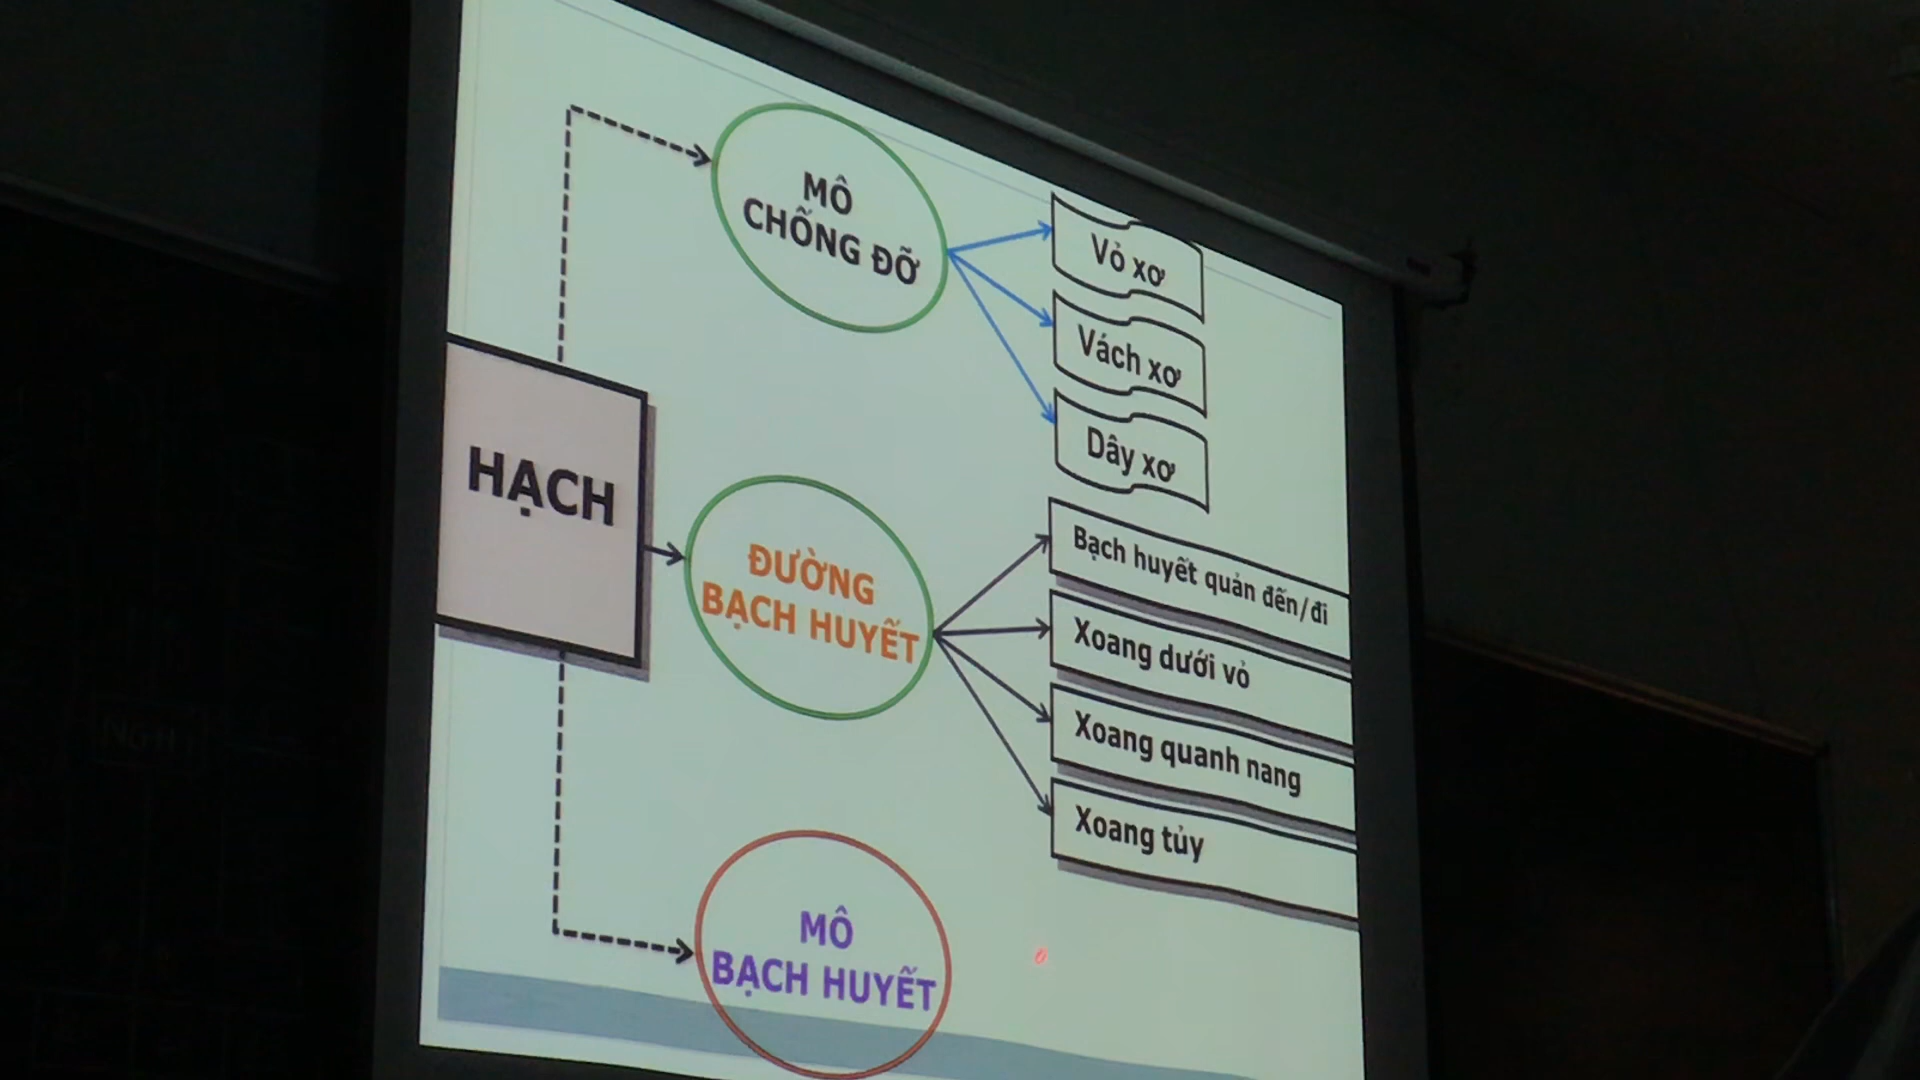 MÔ
CHỐNG ĐỠ
Vỏ xơ
Vách xơ
Dây xơ
HẠCH
ĐƯỜNG
BẠCH HUYẾT
Bạch huyết quản đến/đi
Xoang dưới vỏ
Xoang quanh nang
Xoang tủy
MÔ
BẠCH HUYẾT